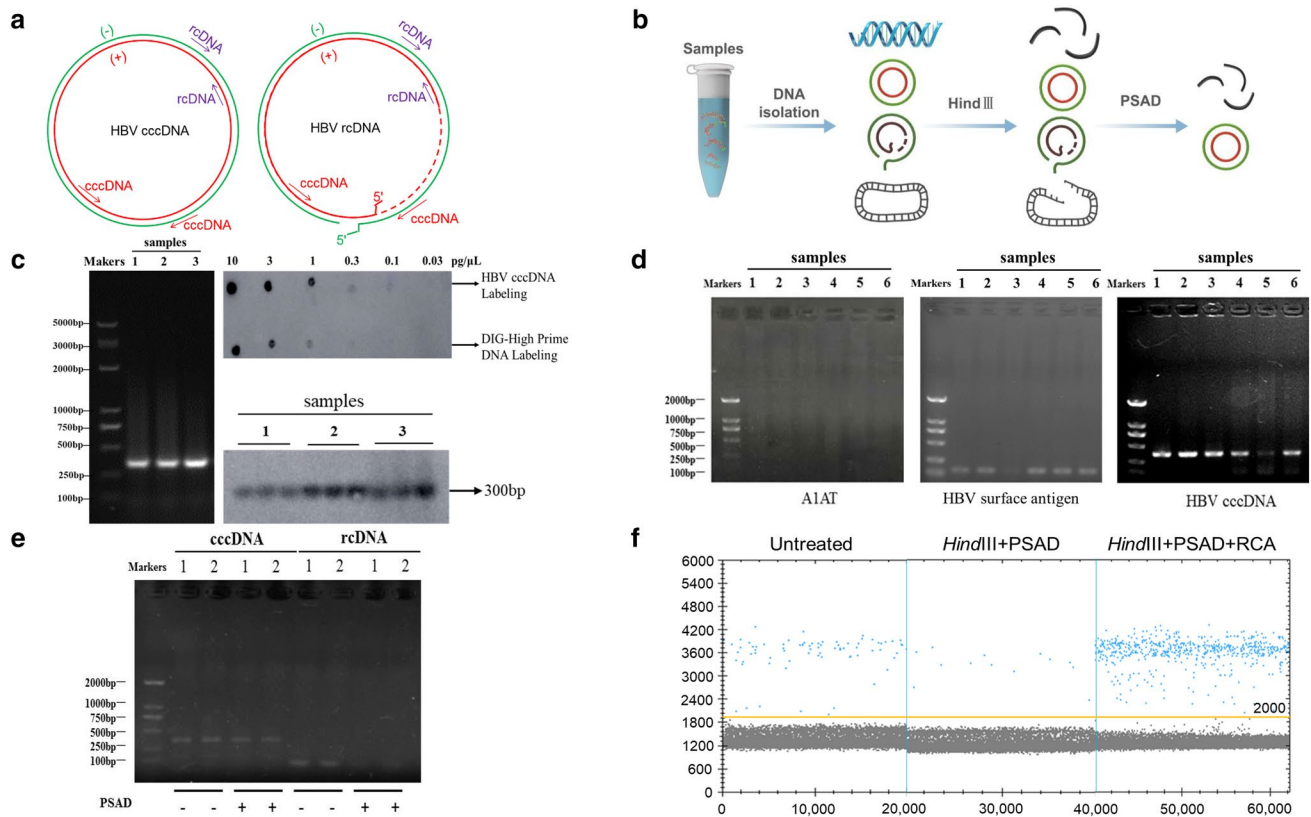 a
(-)
rcDNA
(+)
rcDNA
HBV cccDNA
cccDNA
cccDNA
(-)
rcDNA
(+)
rcDNA
HBV rcDNA
cccDNA
5'
cccDNA
5'
b
Samples
DNA
isolation
Hind Ⅲ
PSAD
c
samples
Makers 1 2 3
5000bp
3000bp
2000bp
1000bp
750bp
500bp
250bp
100bp
10 3 1 0.3 0.1 0.03 pg/μL
HBV cccDNA
Labeling
DIG-High Prime
DNA Labeling
samples
1 2 3
300bp
d
samples
Markers 1 2 3 4 5 6
2000bp
1000bp
750bp
500bp
250bp
100bp
A1AT
samples
Markers 1 2 3 4 5 6
HBV surface antigen
samples
Markers 1 2 3 4 5 6
HBV cccDNA
e
cccDNA rcDNA
Markers 1 2 1 2 1 2 1 2
2000bp
1000bp
750bp
500bp
250bp
100bp
PSAD - - + + - - + +
f
Untreated HindIII+PSAD HindIII+PSAD+RCA
6000
5400
4800
4200
3600
3000
2400
1800
1200
600
0
2000
0 10,000 20,000 30,000 40,000 50,000 60,000